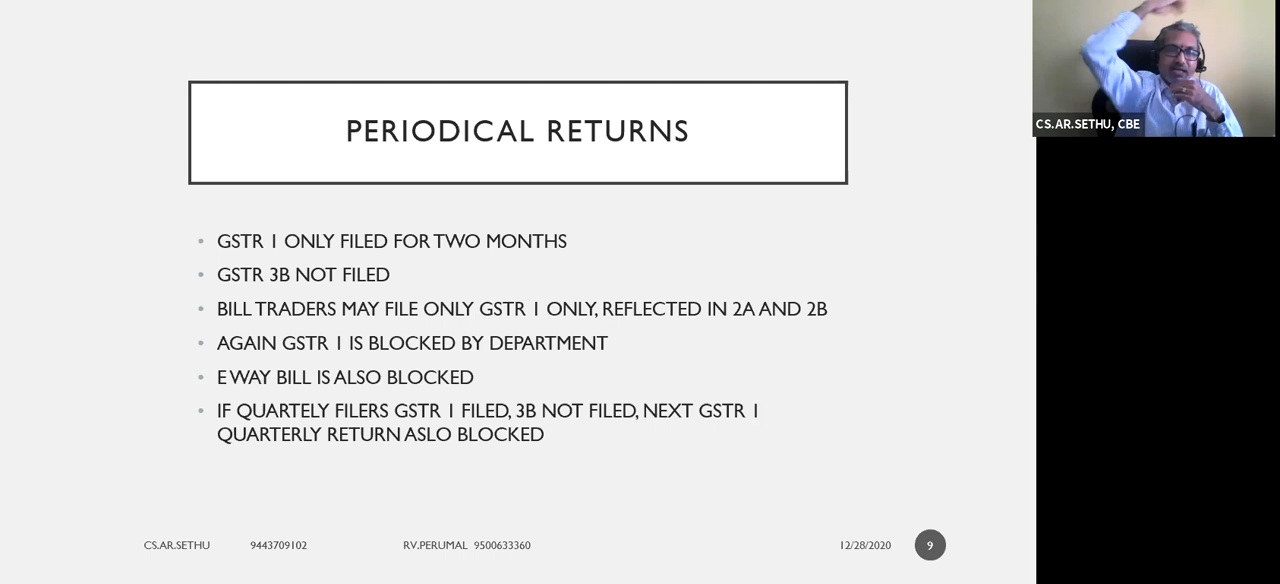 PERIODICAL RETURNS
• GSTR 1 ONLY FILED FOR TWO MONTHS
• GSTR 3B NOT FILED
• BILL TRADERS MAY FILE ONLY GSTR 1 ONLY, REFLECTED IN 2A AND 2B
• AGAIN GSTR 1 IS BLOCKED BY DEPARTMENT
• E WAY BILL IS ALSO BLOCKED
• IF QUARTELY FILERS GSTR 1 FILED, 3B NOT FILED, NEXT GSTR 1
QUARTERLY RETURN ASLO BLOCKED
CS.AR.SETHU 9443709102 RV.PERUMAL 9500633360 12/28/2020 9
CS.AR.SETHU, CBE